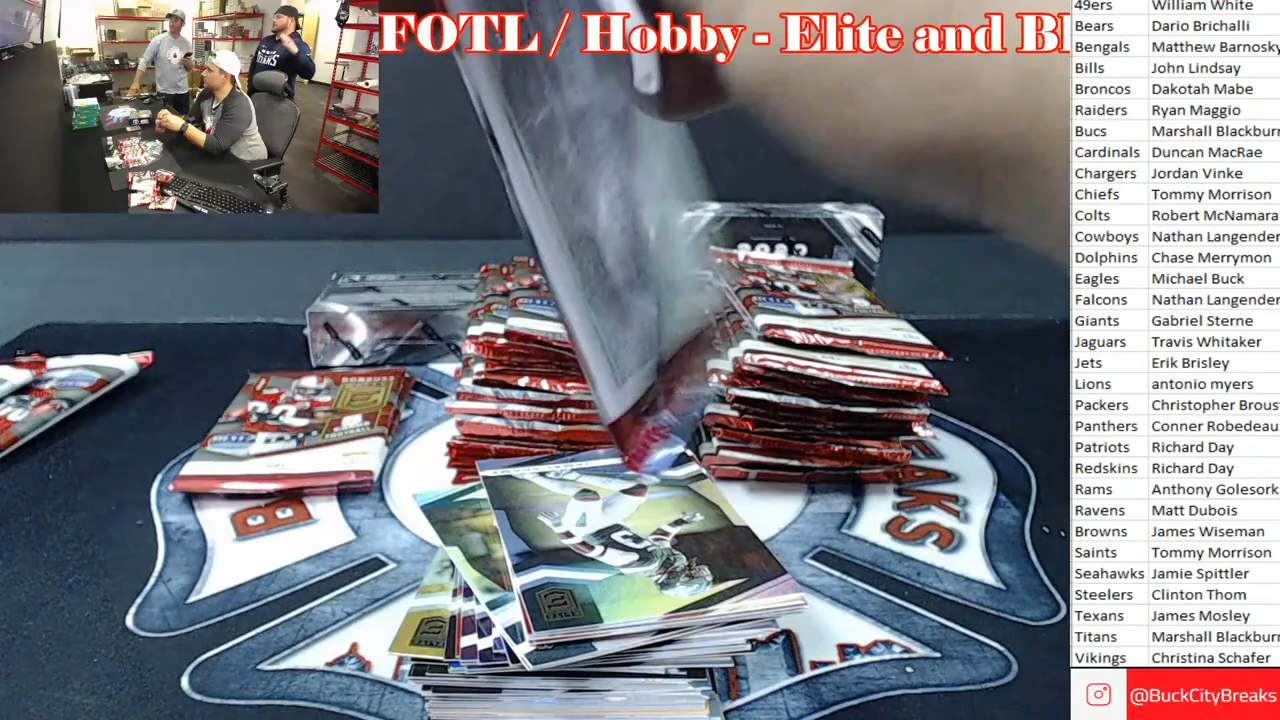 FOTL / Hobby - Elite and Bl
49ers William White
Bears Dario Brichalli
Bengals Matthew Barnosky
Bills John Lindsay
Broncos Dakotah Mabe
Raiders Ryan Maggio
Bucs Marshall Blackburn
Cardinals Duncan MacRae
Chargers Jordan Vinke
Chiefs Tommy Morrison
Colts Robert McNamara
Cowboys Nathan Langender
Dolphins Chase Merrymon
Eagles Michael Buck
Falcons Nathan Langender
Giants Gabriel Sterne
Jaguars Travis Whitaker
Jets Erik Brisley
Lions antonio myers
Packers Christopher Brous
Panthers Conner Robedeau
Patriots Richard Day
Redskins Richard Day
Rams Anthony Golesork
Ravens Matt Dubois
Browns James Wiseman
Saints Tommy Morrison
Seahawks Jamie Spittler
Steelers Clinton Thom
Texans James Mosley
Titans Marshall Blackburn
Vikings Christina Schafer
@BuckCityBreaks
DONRUSS
FOOTBALL
ELITE